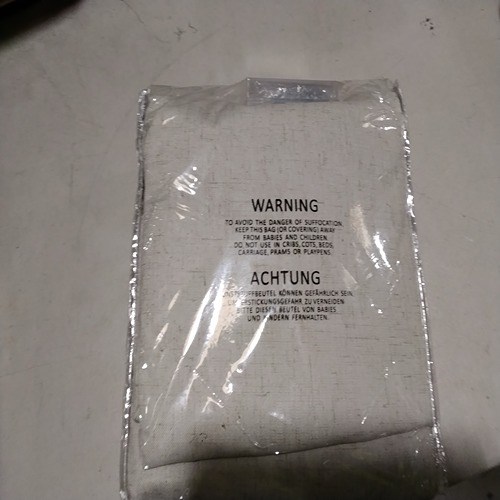 WARNING
TO AVOID THE DANGER OF SUFFOCATION
KEEP THIS BAG (OR COVERING) AWAY
FROM BABIES AND CHILDREN.
DO NOT USE IN CRIBS, COTS, BEDS,
CARRIAGE, PRAMS OR PLAYPENS.
ACHTUNG
KÖNNEN GEFÄHRLICH SEIN.
ERSTICKUNGSGEFAHR ZU VERNEIDEN
BITTE DIESEN BEUTEL VON BABIES
UND KINDERN FERNHALTEN.